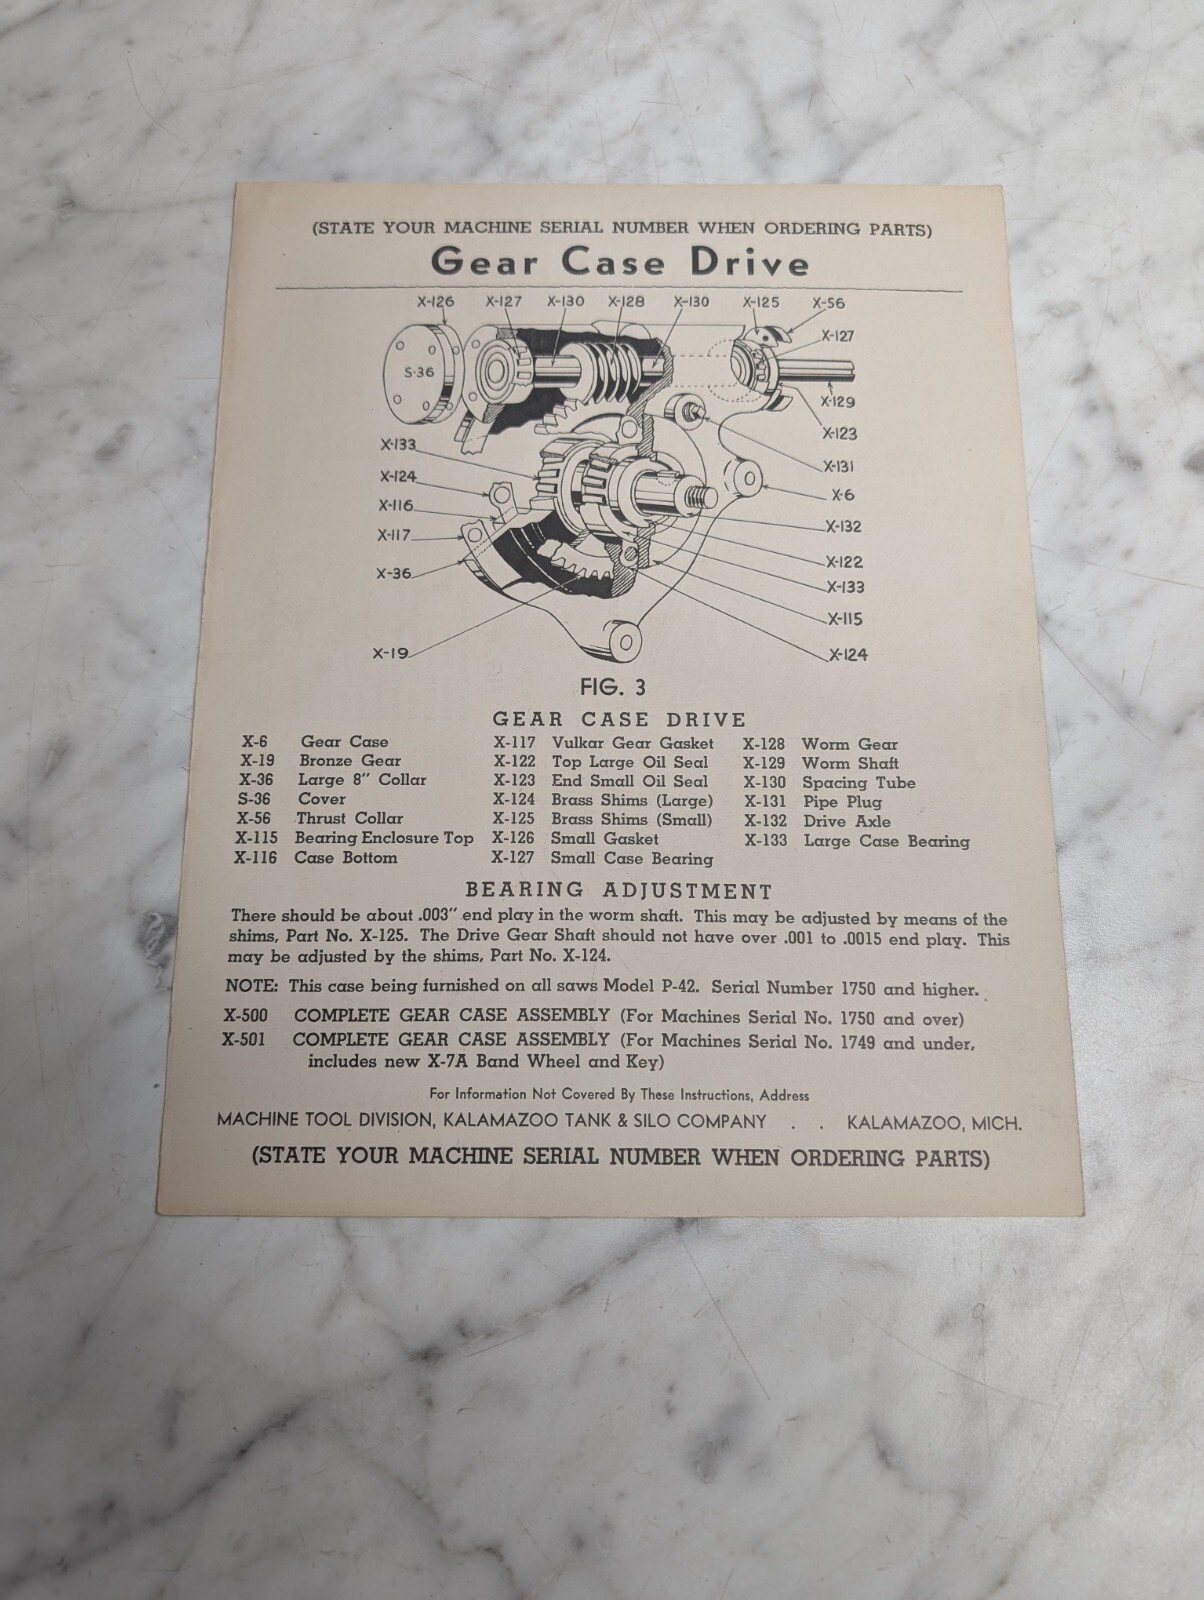 (STATE YOUR MACHINE SERIAL NUMBER WHEN ORDERING PARTS)
Gear Case Drive
X-126 X-127 X-130 X-128 X-130 X-125 X-56
X-127
S-36
X-129
X-123
X-133
X-131
X-124
X-6
X-116
X-132
X-117
X-122
X-36
X-133
X-115
X-19
X-124
FIG. 3
GEAR CASE DRIVE
X-6 Gear Case X-117 Vulkar Gear Gasket X-128 Worm Gear
X-19 Bronze Gear X-122 Top Large Oil Seal X-129 Worm Shaft
X-36 Large 8" Collar X-123 End Small Oil Seal X-130 Spacing Tube
S-36 Cover X-124 Brass Shims (Large) X-131 Pipe Plug
X-56 Thrust Collar X-125 Brass Shims (Small) X-132 Drive Axle
X-115 Bearing Enclosure Top X-126 Small Gasket X-133 Large Case Bearing
X-116 Case Bottom X-127 Small Case Bearing
BEARING ADJUSTMENT
There should be about .003" end play in the worm shaft. This may be adjusted by means of the
shims, Part No. X-125. The Drive Gear Shaft should not have over .001 to .0015 end play. This
may be adjusted by the shims, Part No. X-124.
NOTE: This case being furnished on all saws Model P-42. Serial Number 1750 and higher.
X-500 COMPLETE GEAR CASE ASSEMBLY (For Machines Serial No. 1750 and over)
X-501 COMPLETE GEAR CASE ASSEMBLY (For Machines Serial No. 1749 and under,
includes new X-7A Band Wheel and Key)
For Information Not Covered By These Instructions, Address
MACHINE TOOL DIVISION, KALAMAZOO TANK & SILO COMPANY . . KALAMAZOO, MICH.
(STATE YOUR MACHINE SERIAL NUMBER WHEN ORDERING PARTS)